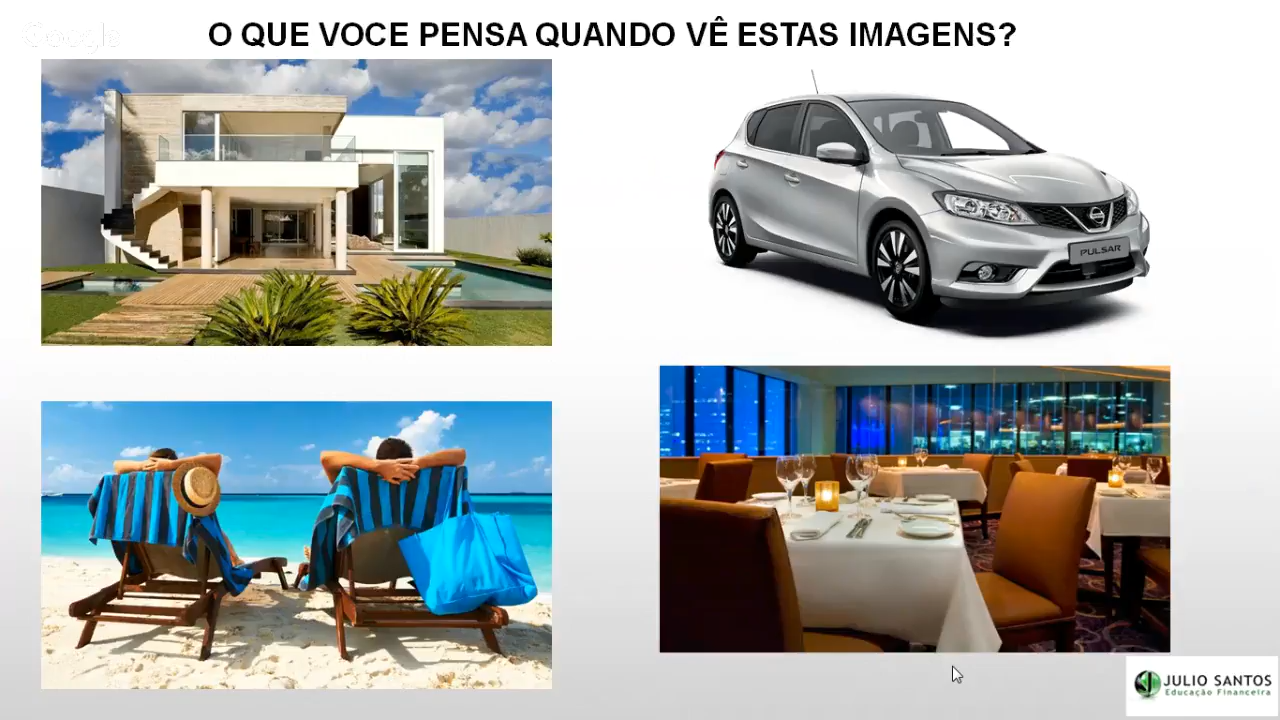 Google
O QUE VOCE PENSA QUANDO VÊ ESTAS IMAGENS?
PULSAR
JULIO SANTOS
Educação Financeira